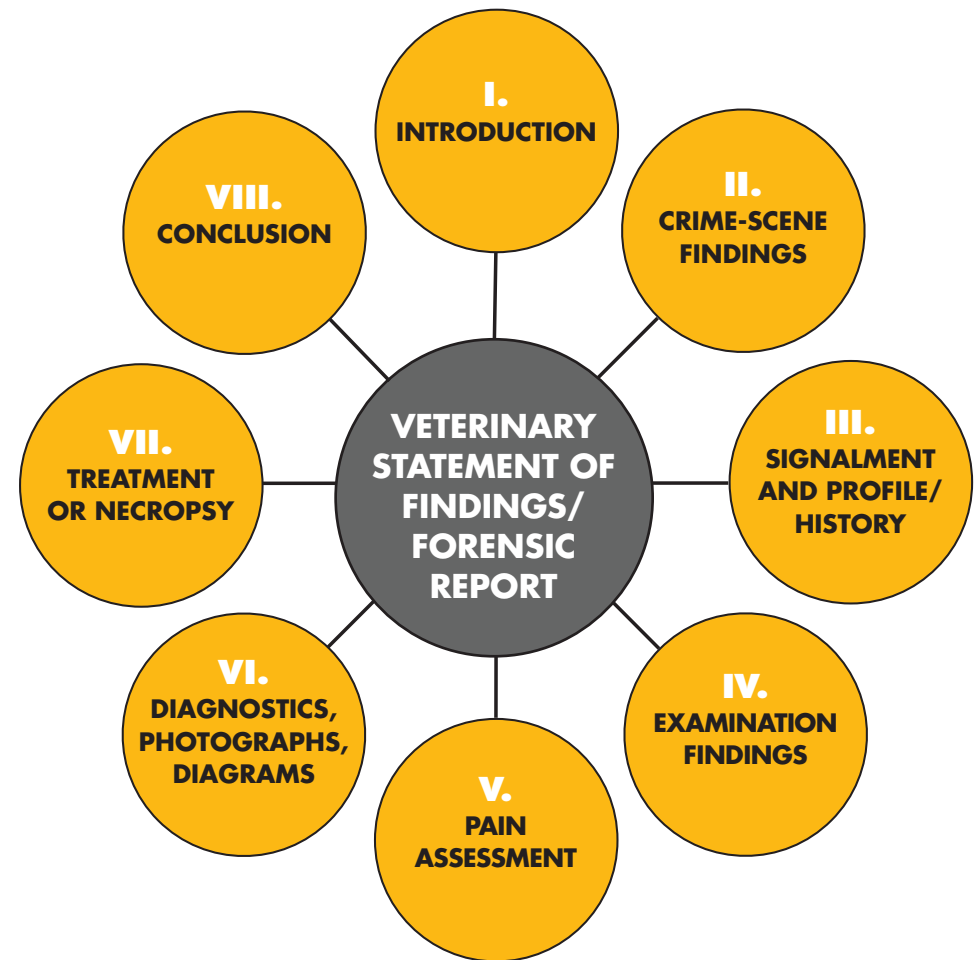 I.
INTRODUCTION
II.
CRIME-SCENE
FINDINGS
III.
SIGNALMENT
AND PROFILE/
HISTORY
IV.
EXAMINATION
FINDINGS
V.
PAIN
ASSESSMENT
VI.
DIAGNOSTICS,
PHOTOGRAPHS,
DIAGRAMS
VII.
TREATMENT
OR NECROPSY
VIII.
CONCLUSION
VETERINARY
STATEMENT OF
FINDINGS/
FORENSIC
REPORT